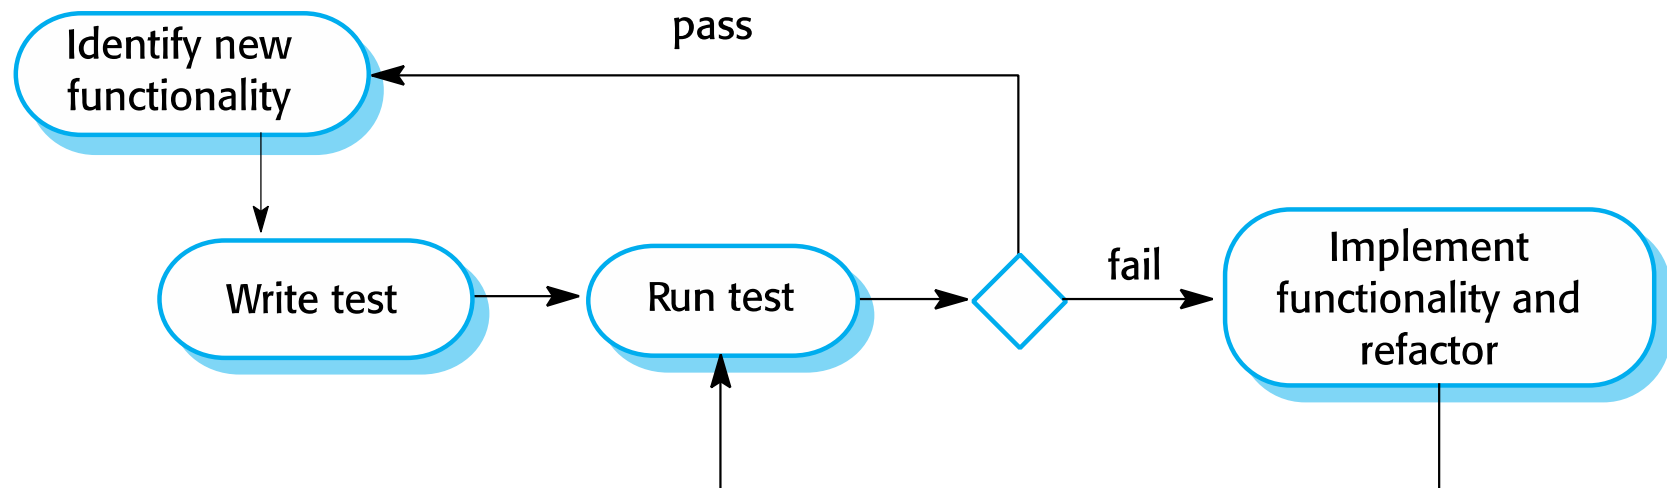 pass
Identify new
functionality
fail
Implement
functionality and
refactor
Write test
Run test